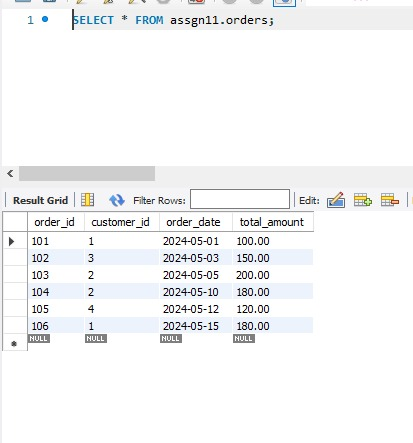 1 SELECT * FROM assgn11.orders;
Result Grid Filter Rows: Edit:
order_id customer_id order_date total_amount
101 1 2024-05-01 100.00
102 3 2024-05-03 150.00
103 2 2024-05-05 200.00
104 2 2024-05-10 180.00
105 4 2024-05-12 120.00
106 1 2024-05-15 180.00
NULL NULL NULL NULL